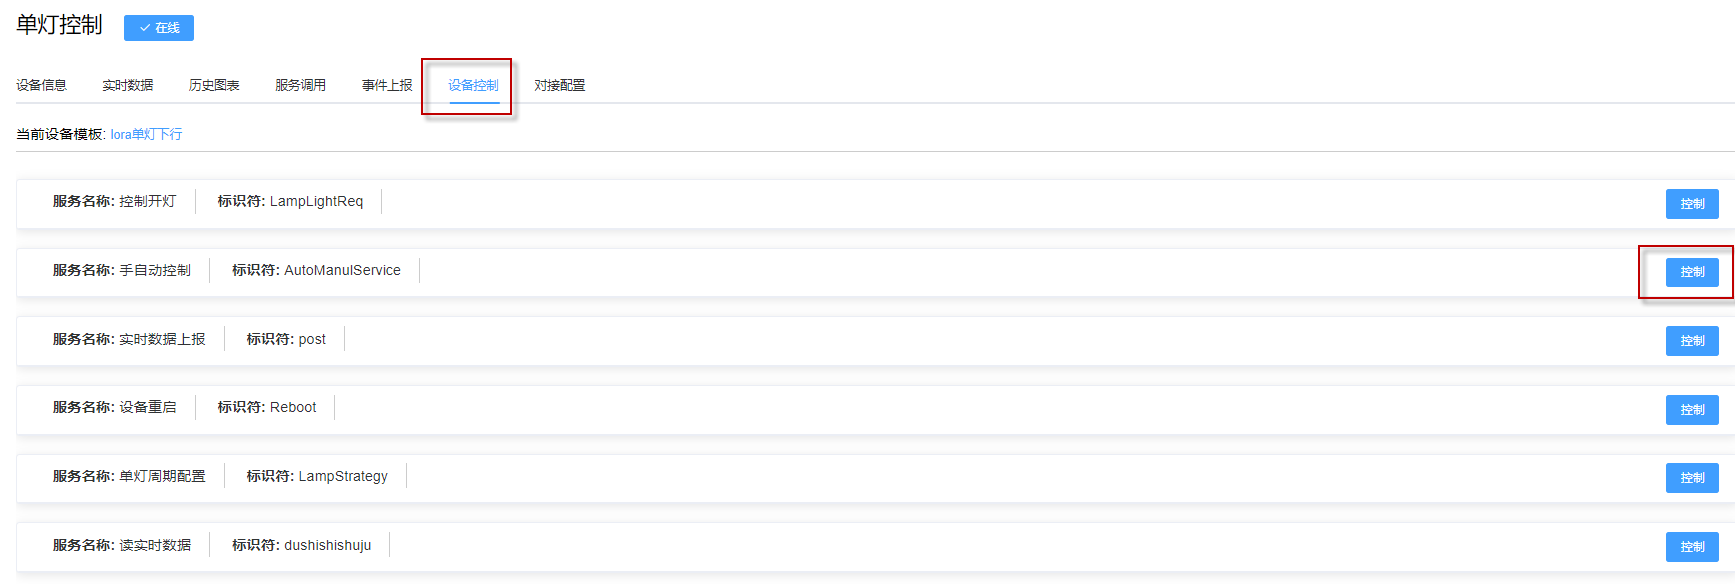 单灯控制 在线
设备信息 实时数据 历史图表 服务调用 事件上报 设备控制 对接配置
当前设备模板: lora单灯下行
服务名称: 控制开灯 标识符: LampLightReq 控制
服务名称: 手自动控制 标识符: AutoManulService 控制
服务名称: 实时数据上报 标识符: post 控制
服务名称: 设备重启 标识符: Reboot 控制
服务名称: 单灯周期配置 标识符: LampStrategy 控制
服务名称: 读实时数据 标识符: dushishishuju 控制